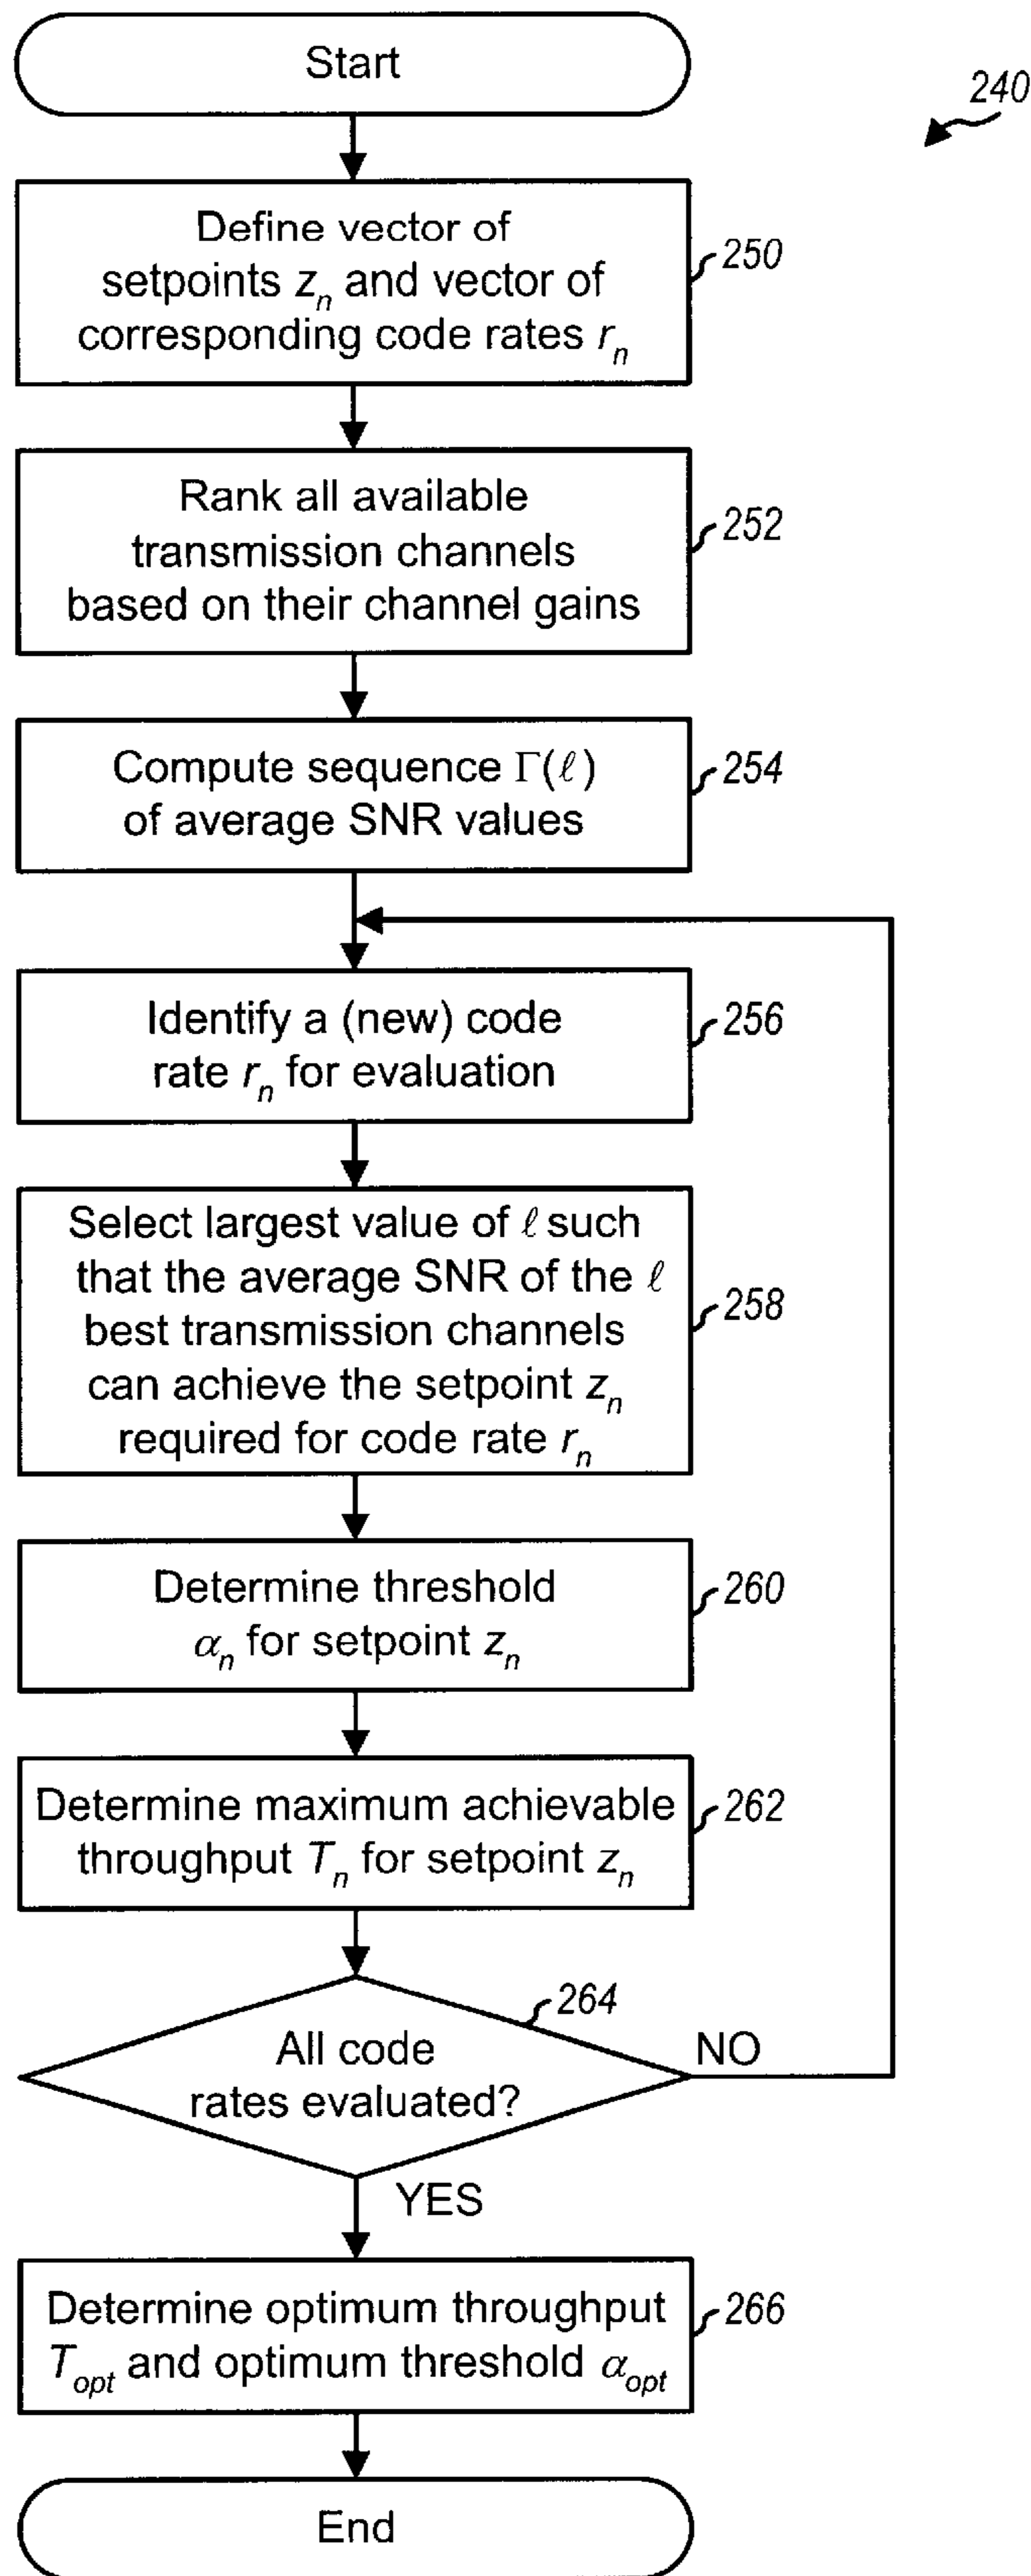 Start
240
Define vector of
setpoints zn and vector of
corresponding code rates rn
250
Rank all available
transmission channels
based on their channel gains
252
Compute sequence Γ(ℓ)
of average SNR values
254
Identify a (new) code
rate rn for evaluation
256
Select largest value of ℓ such
that the average SNR of the ℓ
best transmission channels
can achieve the setpoint zn
required for code rate rn
258
Determine threshold
αn for setpoint zn
260
Determine maximum achievable
throughput Tn for setpoint zn
262
264
All code
rates evaluated?
NO
YES
Determine optimum throughput
Topt and optimum threshold αopt
266
End